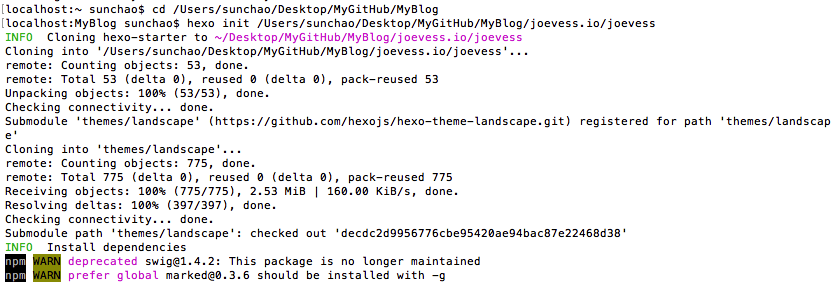 [localhost:~ sunchao$ cd /Users/sunchao/Desktop/MyGitHub/MyBlog
[localhost:MyBlog sunchao$ hexo init /Users/sunchao/Desktop/MyGitHub/MyBlog/joevess.io/joevess
INFO  Cloning hexo-starter to ~/Desktop/MyGitHub/MyBlog/joevess.io/joevess
Cloning into '/Users/sunchao/Desktop/MyGitHub/MyBlog/joevess.io/joevess'...
remote: Counting objects: 53, done.
remote: Total 53 (delta 0), reused 0 (delta 0), pack-reused 53
Unpacking objects: 100% (53/53), done.
Checking connectivity... done.
Submodule 'themes/landscape' (https://github.com/hexojs/hexo-theme-landscape.git) registered for path 'themes/landscap
e'
Cloning into 'themes/landscape'...
remote: Counting objects: 775, done.
remote: Total 775 (delta 0), reused 0 (delta 0), pack-reused 775
Receiving objects: 100% (775/775), 2.53 MiB | 160.00 KiB/s, done.
Resolving deltas: 100% (397/397), done.
Checking connectivity... done.
Submodule path 'themes/landscape': checked out 'decdc2d9956776cbe95420ae94bac87e22468d38'
INFO  Install dependencies
npm WARN deprecated swig@1.4.2: This package is no longer maintained
npm WARN prefer global marked@0.3.6 should be installed with -g